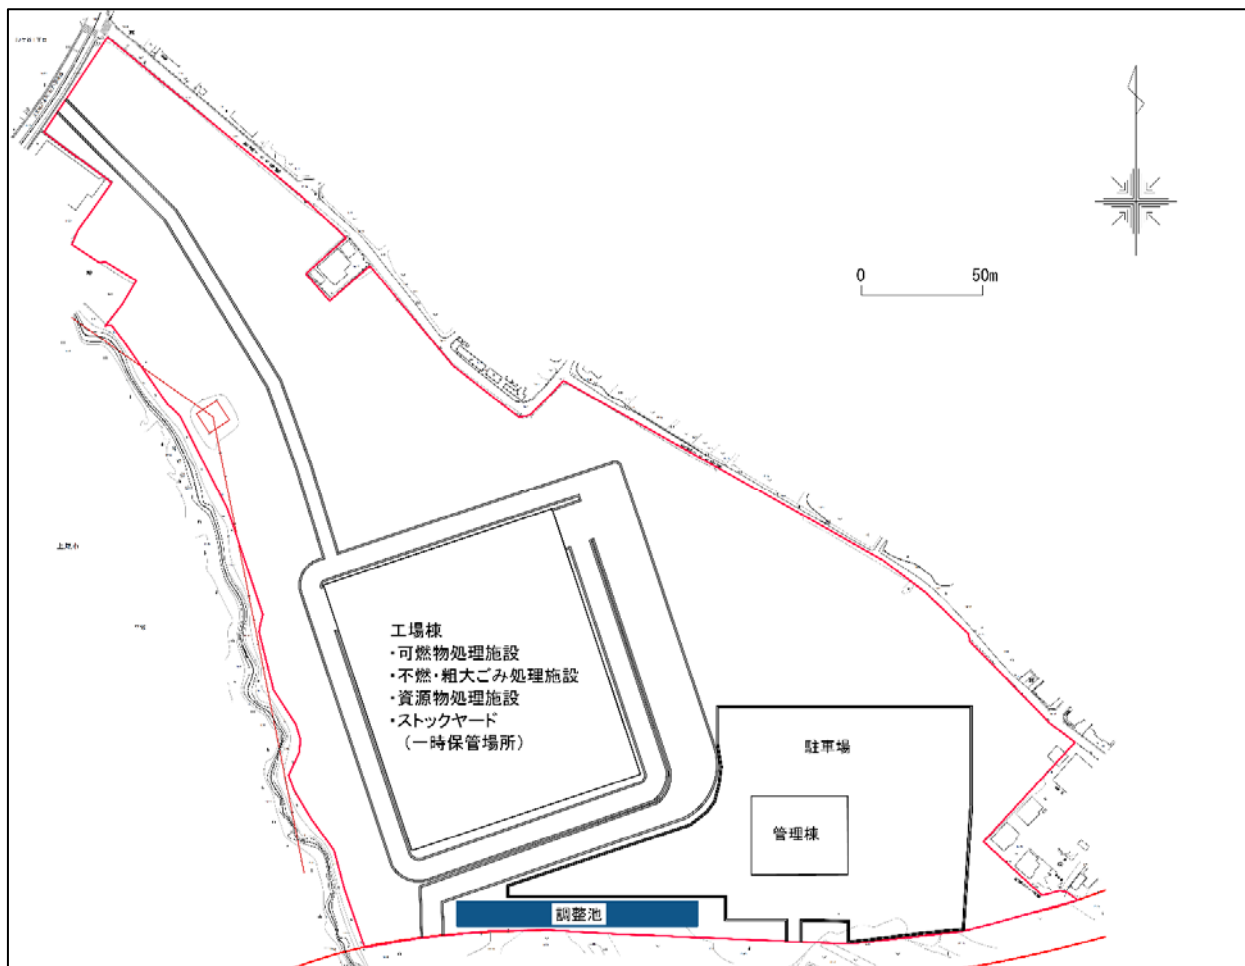 0 50m
工場棟
・可燃物処理施設
・不燃・粗大ごみ処理施設
・資源物処理施設
・ストックヤード
（一時保管場所）
駐車場
管理棟
調整池